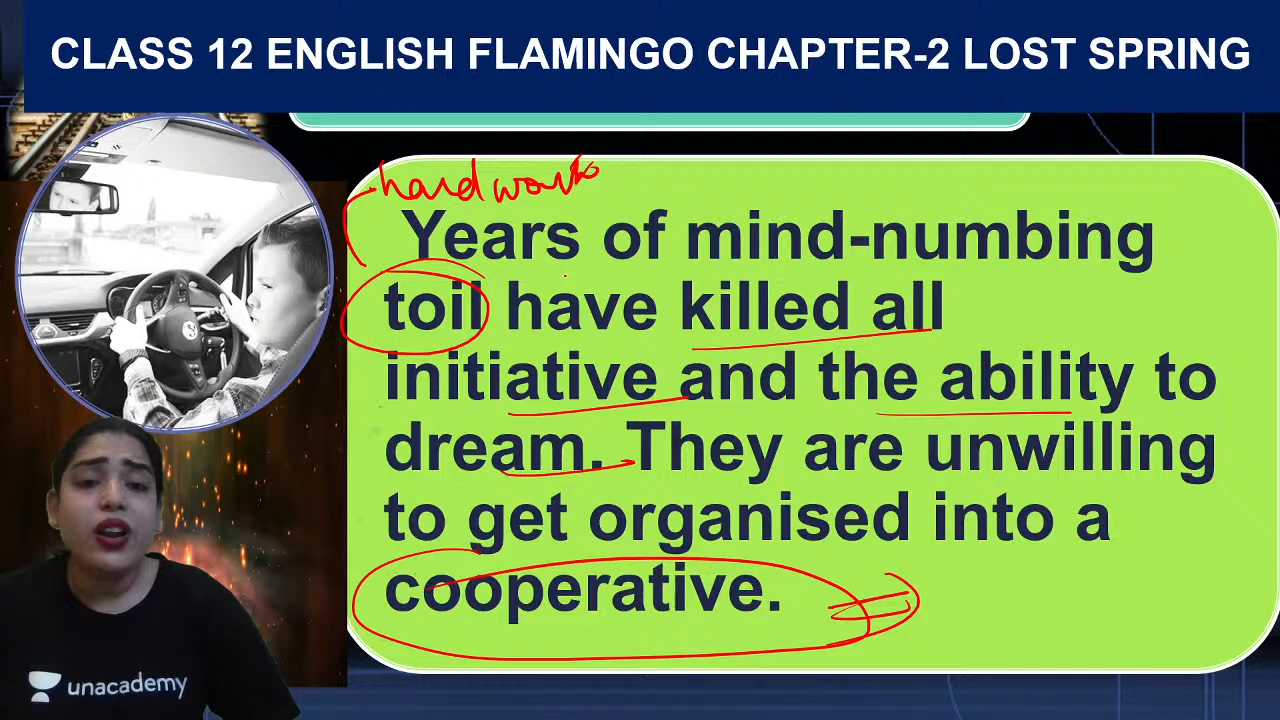 CLASS 12 ENGLISH FLAMINGO CHAPTER-2 LOST SPRING
hard work
Years of mind-numbing
toil have killed all
initiative and the ability to
dream. They are unwilling
to get organised into a
cooperative.
unacademy